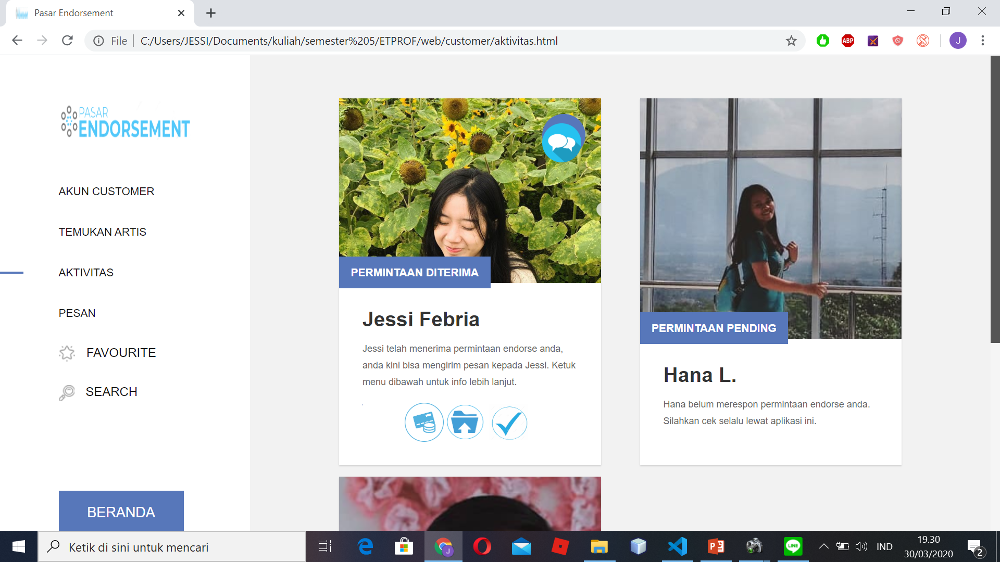 Pasar Endorsement
File
C:/Users/JESSI/Documents/kuliah/semester%205/ETPROF/web/customer/aktivitas.html
ABP
J
PASAR
ENDORSEMENT
AKUN CUSTOMER
TEMUKAN ARTIS
AKTIVITAS
PESAN
FAVOURITE
SEARCH
BERANDA
PERMINTAAN DITERIMA
Jessi Febria
Jessi telah menerima permintaan endorse anda,
anda kini bisa mengirim pesan kepada Jessi. Ketuk
menu dibawah untuk info lebih lanjut.
PERMINTAAN PENDING
Hana L.
Hana belum merespon permintaan endorse anda.
Silahkan cek selalu lewat aplikasi ini.
Ketik di sini untuk mencari
J
LINE
IND
19.30
30/03/2020
2